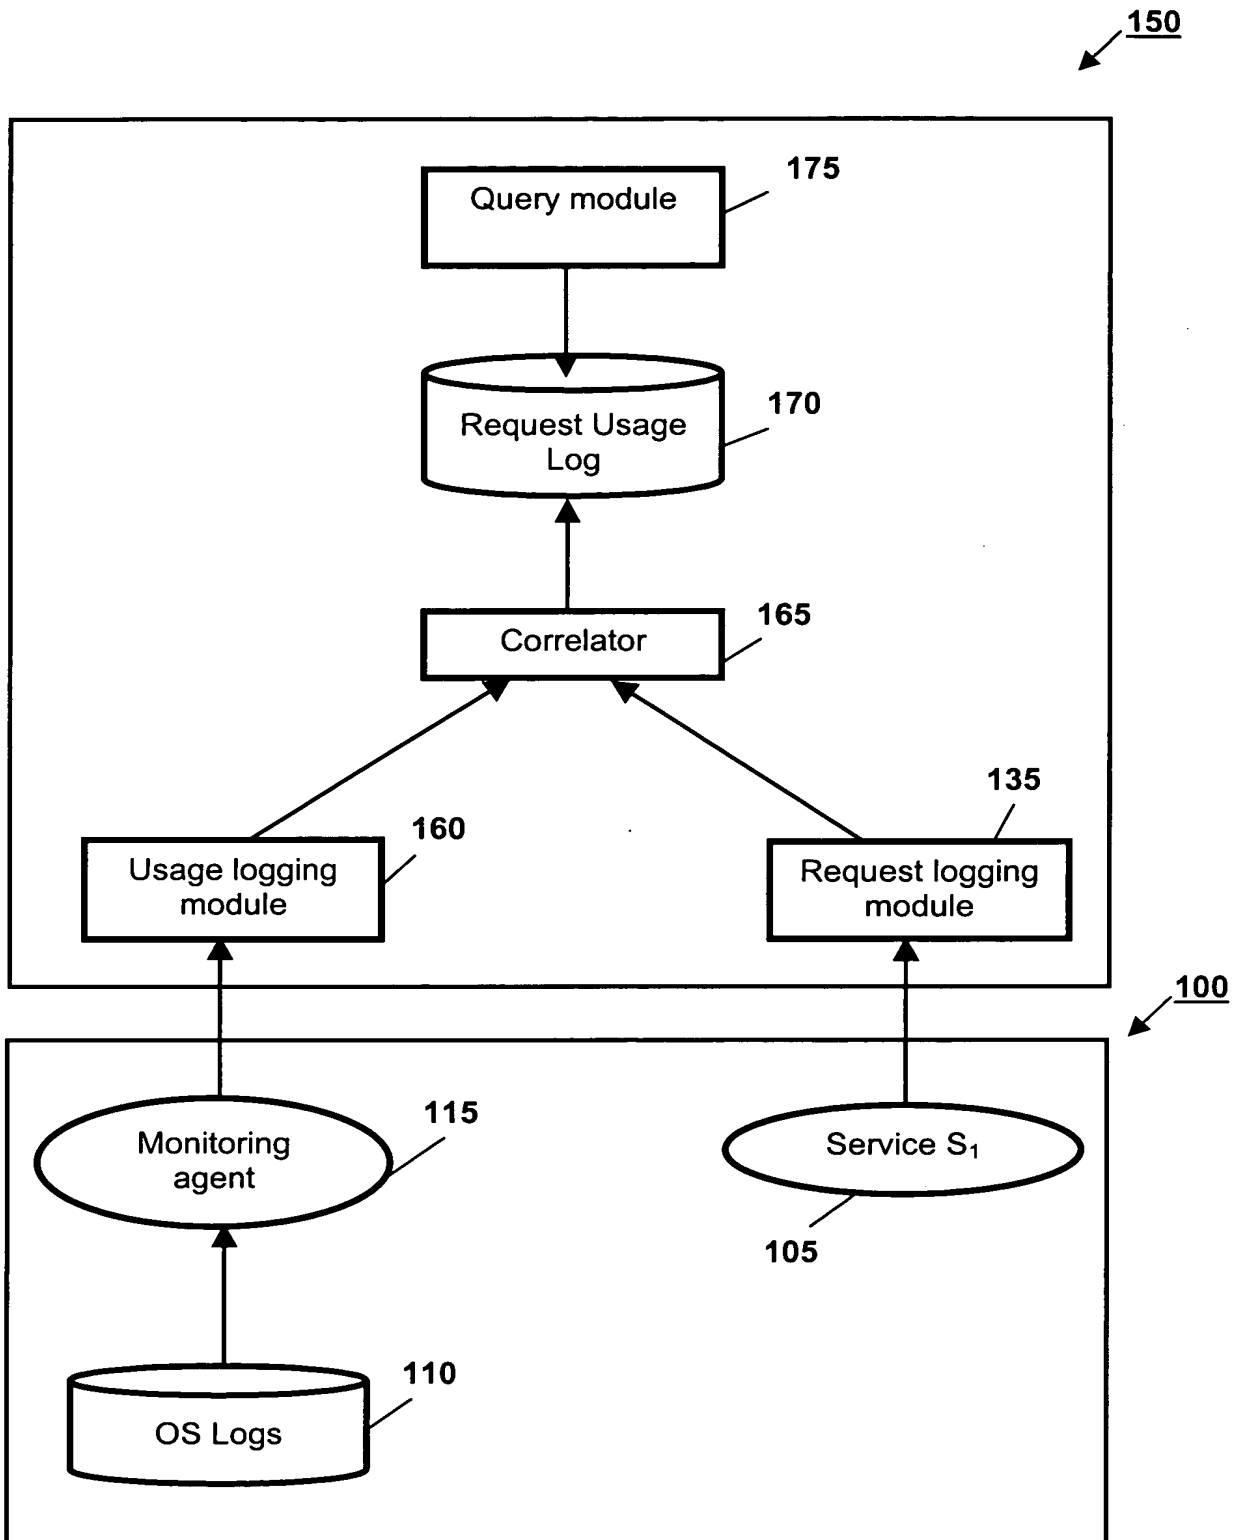 150
175
Query module
170
Request Usage
Log
165
Correlator
135
160
Usage logging
module
Request logging
module
100
115
Monitoring
agent
Service S₁
105
110
OS Logs